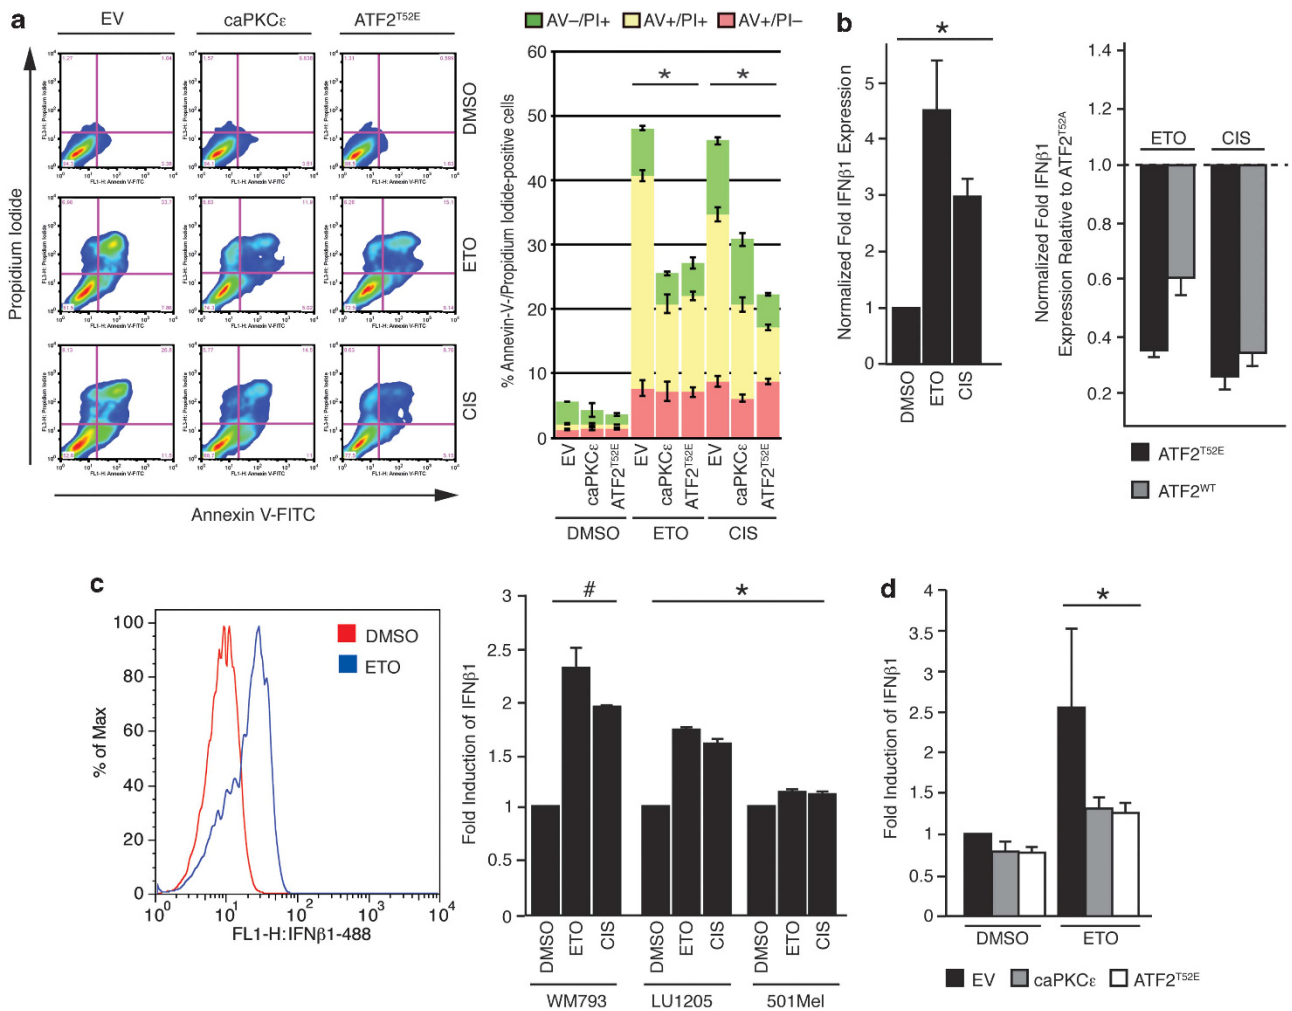 a
EV
caPKCε
ATF2T52E
Propidium Iodide
DMSO
ETO
CIS
Annexin V-FITC
AV–/PI+
AV+/PI+
AV+/PI–
% Annexin-V-/Propidium Iodide-positive cells
60
50
40
30
20
10
0
*
*
EV
caPKCε
ATF2T52E
EV
caPKCε
ATF2T52E
EV
caPKCε
ATF2T52E
DMSO
ETO
CIS
b
Normalized Fold IFNβ1 Expression
5
4
3
2
1
0
*
DMSO
ETO
CIS
Normalized Fold IFNβ1
Expression Relative to ATF2T52A
1.4
1.2
1.0
0.8
0.6
0.4
0.2
ETO
CIS
ATF2T52E
ATF2WT
c
% of Max
100
80
60
40
20
0
DMSO
ETO
100
101
102
103
104
FL1-H:IFNβ1-488
Fold Induction of IFNβ1
3
2.5
2
1.5
1
0.5
0
#
*
DMSO
ETO
CIS
DMSO
ETO
CIS
DMSO
ETO
CIS
WM793
LU1205
501Mel
d
Fold Induction of IFNβ1
4
3.5
3
2.5
2
1.5
1
0.5
0
*
DMSO
ETO
EV
caPKCε
ATF2T52E